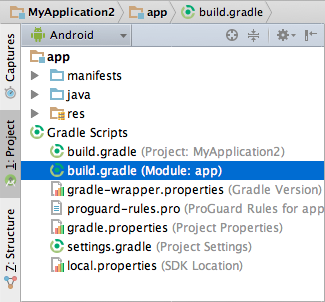 MyApplication2 app build.gradle
Captures
1: Project
Z: Structure
Android
app
manifests
java
res
Gradle Scripts
build.gradle (Project: MyApplication2)
build.gradle (Module: app)
gradle-wrapper.properties (Gradle Version)
proguard-rules.pro (ProGuard Rules for app
gradle.properties (Project Properties)
settings.gradle (Project Settings)
local.properties (SDK Location)